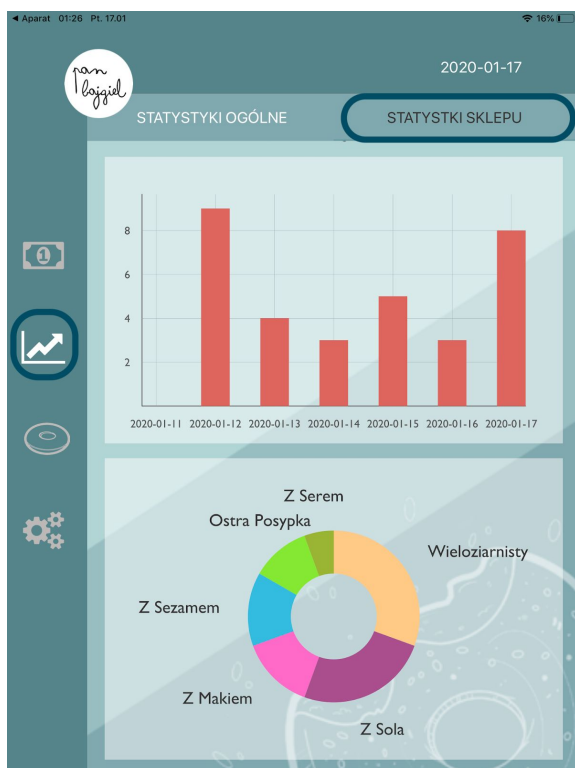 ◀ Aparat 01:26 Pt. 17.01 16%
pan
bajgiel
2020-01-17
STATYSTYKI OGÓLNE STATYSTKI SKLEPU
8
6
4
2
2020-01-11 2020-01-12 2020-01-13 2020-01-14 2020-01-15 2020-01-16 2020-01-17
1
Z Serem
Ostra Posypka
Wieloziarnisty
Z Sezamem
Z Makiem
Z Sola